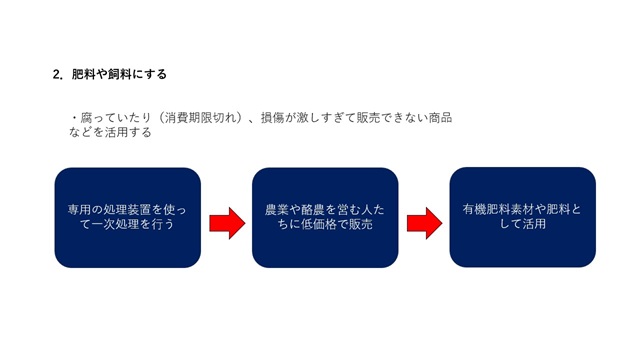 2．肥料や飼料にする
・腐っていたり（消費期限切れ）、損傷が激しすぎて販売できない商品
などを活用する
専用の処理装置を使っ
て一次処理を行う
農業や酪農を営む人た
ちに低価格で販売
有機肥料素材や肥料と
して活用